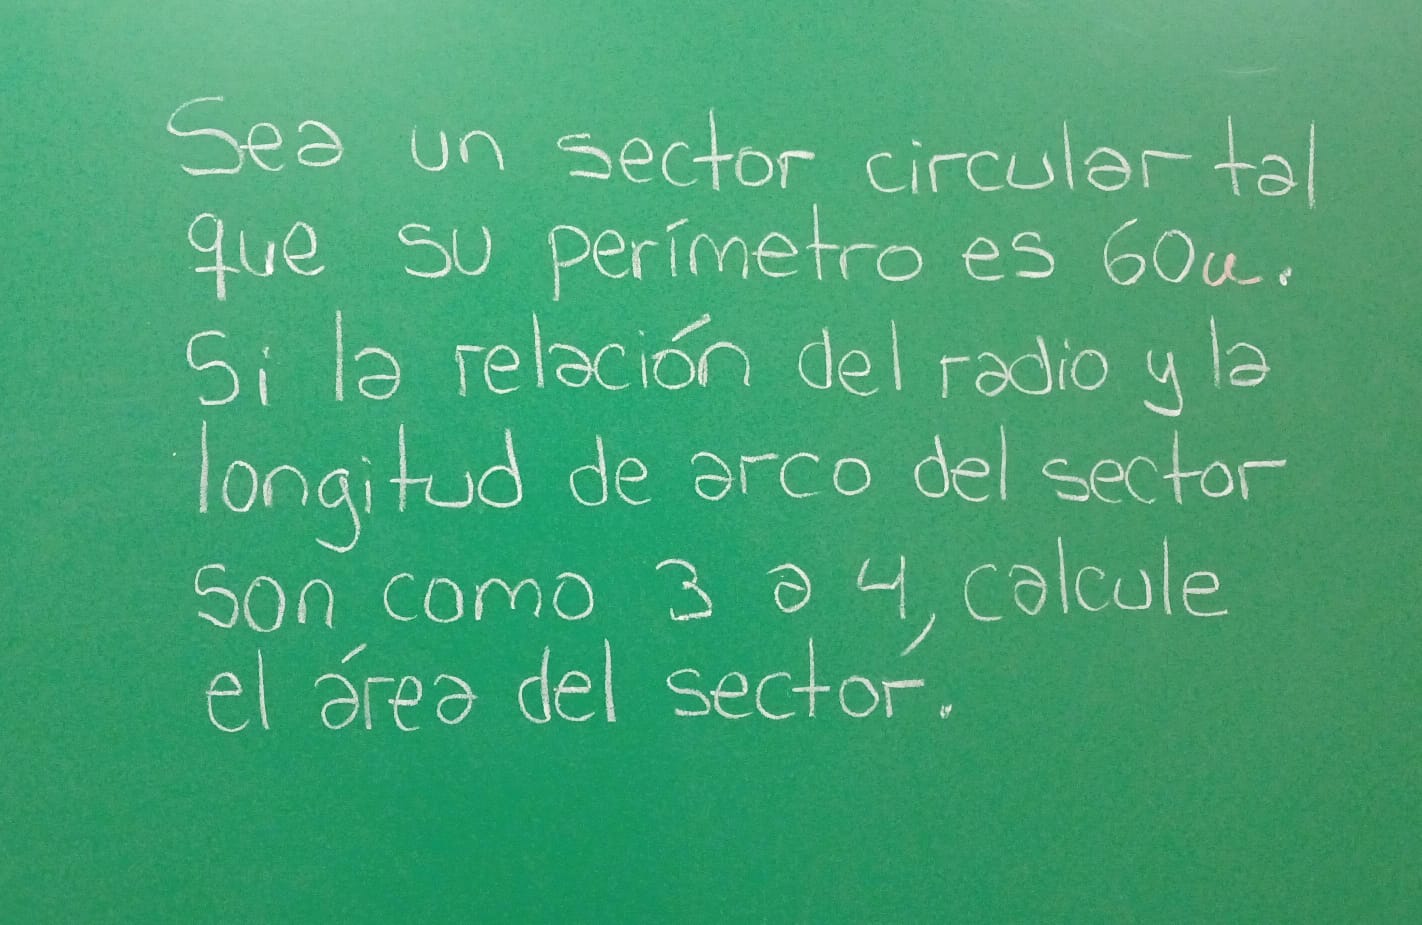 Sea un sector circular tal
que su perímetro es 60u.
Si la relación del radio y la
longitud de arco del sector
son como 3 a 4, calcule
el área del sector.